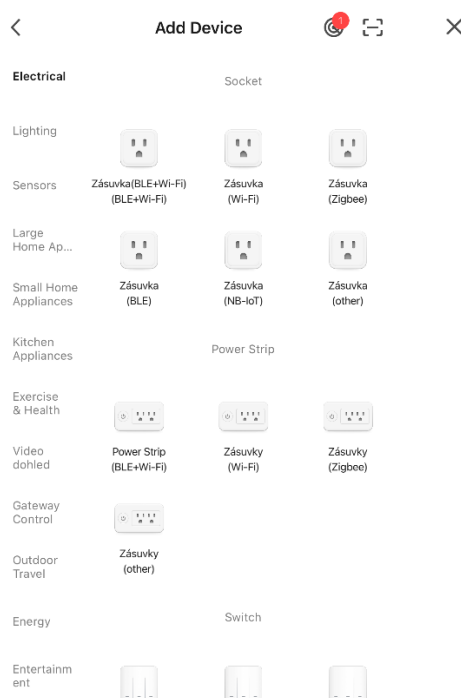 Add Device
1
Electrical
Lighting
Sensors
Large
Home Ap...
Small Home
Appliances
Kitchen
Appliances
Exercise
& Health
Video
dohled
Gateway
Control
Outdoor
Travel
Energy
Entertainm
ent
Socket
Zásuvka(BLE+Wi-Fi)
(BLE+Wi-Fi)
Zásuvka
(Wi-Fi)
Zásuvka
(Zigbee)
Zásuvka
(BLE)
Zásuvka
(NB-IoT)
Zásuvka
(other)
Power Strip
Power Strip
(BLE+Wi-Fi)
Zásuvky
(Wi-Fi)
Zásuvky
(Zigbee)
Zásuvky
(other)
Switch